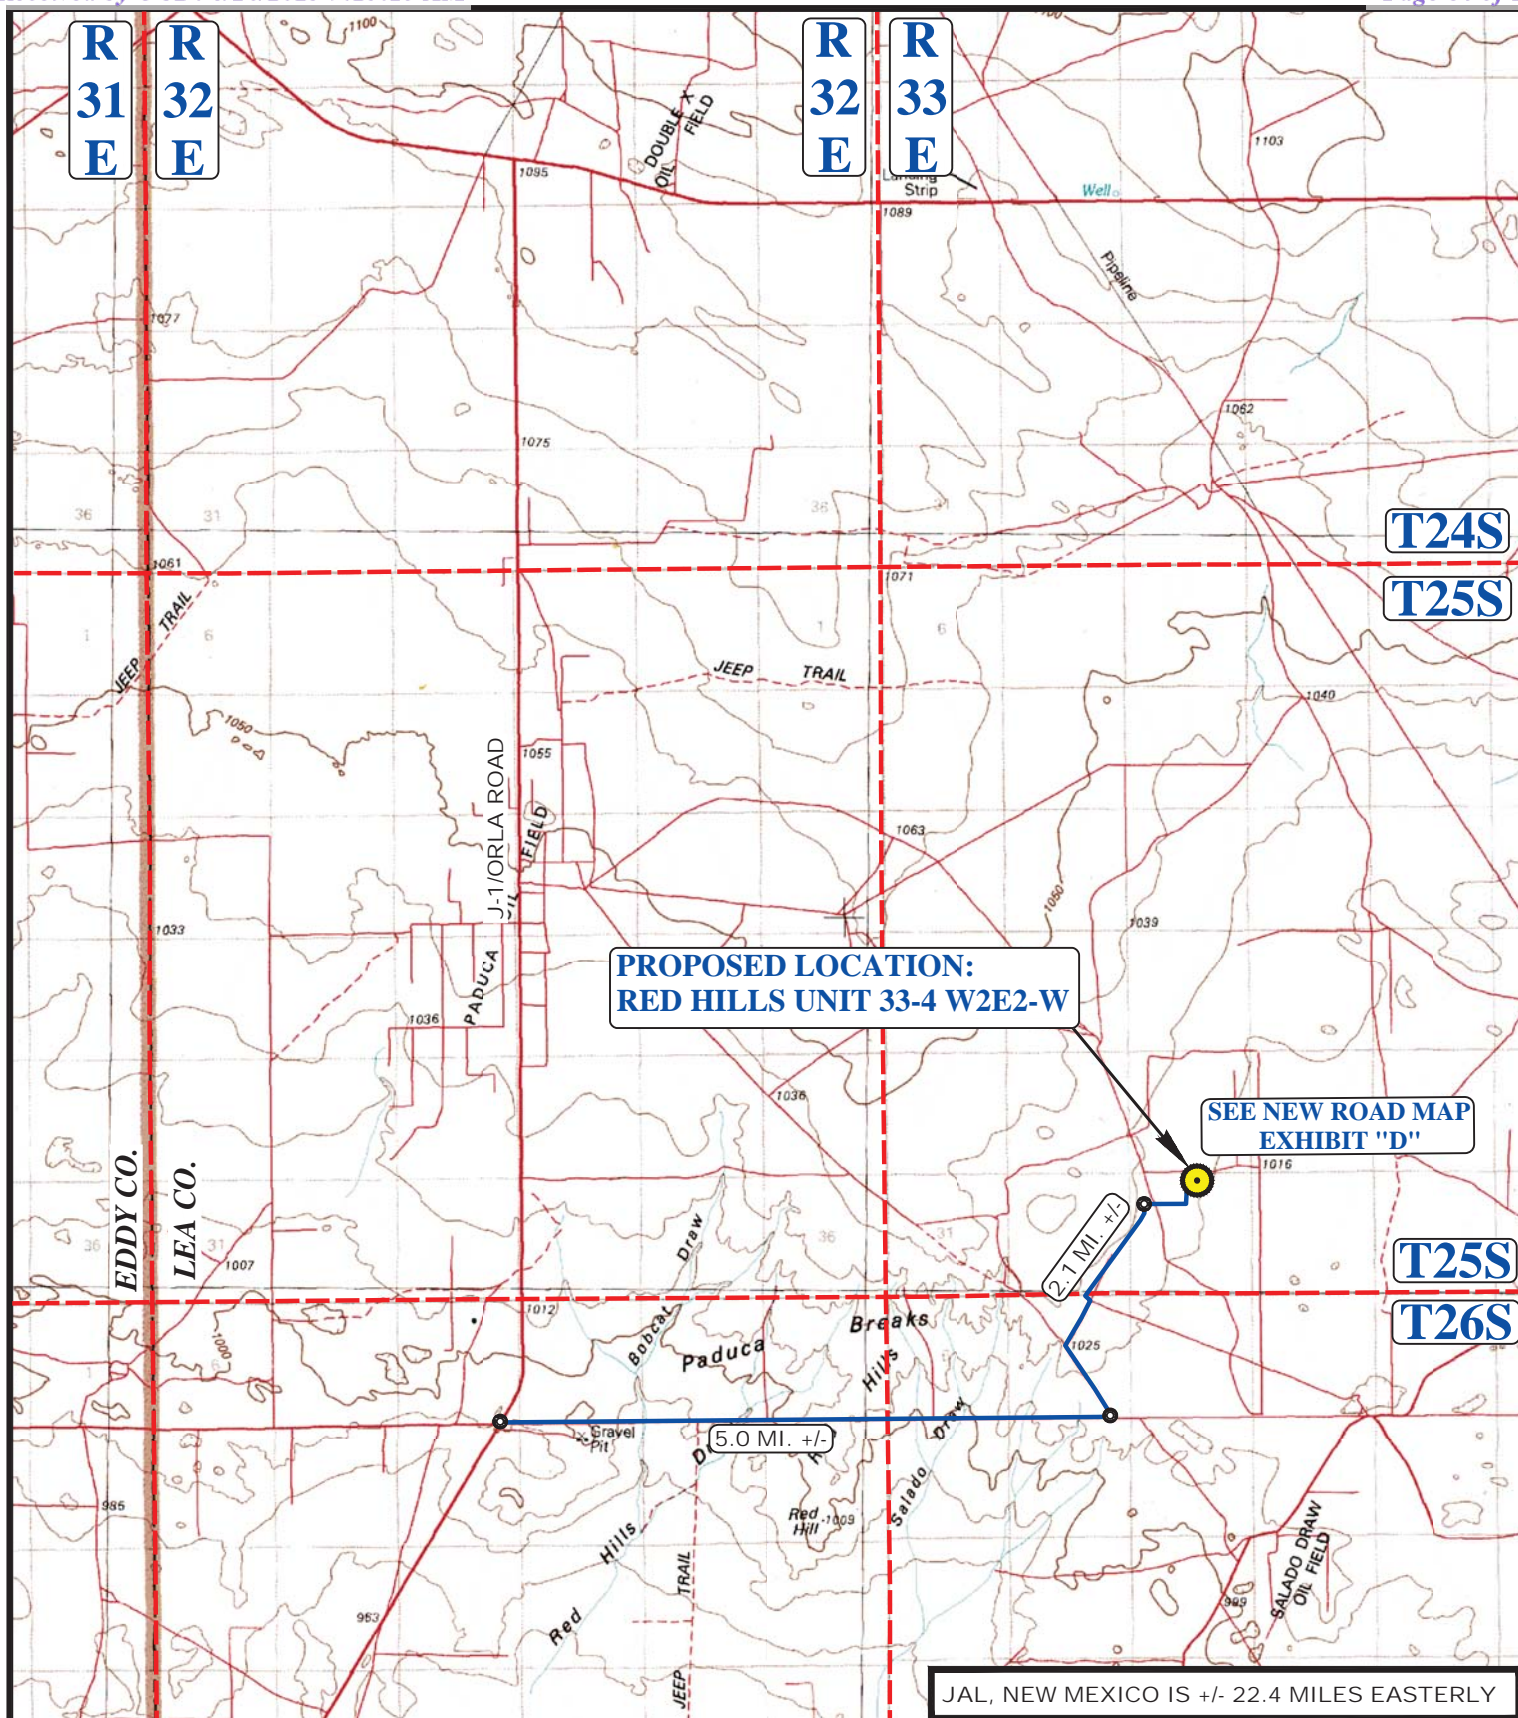 R
31
E
R
32
E
R
32
E
R
33
E
1100
DOUBLE X
OIL FIELD
1095
1103
Landing
Strip
Well
1089
Pipeline
1077
1062
1075
36
31
36
31
T24S
1061
1071
T25S
JEEP TRAIL
1
6
1
6
JEEP TRAIL
1040
1050
1055
J-1/ORLA ROAD
FIELD
OIL
PADUCA
1063
1050
1039
1033
1036
PROPOSED LOCATION:
RED HILLS UNIT 33-4 W2E2-W
1036
SEE NEW ROAD MAP
EXHIBIT "D"
1016
EDDY CO.
LEA CO.
36
31
1007
Draw
Bobcat
36
31
2.1 MI. +/-
T25S
T26S
1012
1000
1
6
Paduca
Breaks
Hills
1025
Draw
5.0 MI. +/-
Gravel
Pit
Salado
985
Red
Hill
1009
Hills
Red
TRAIL
JEEP
963
999
SALADO DRAW
OIL FIELD
JAL, NEW MEXICO IS +/- 22.4 MILES EASTERLY